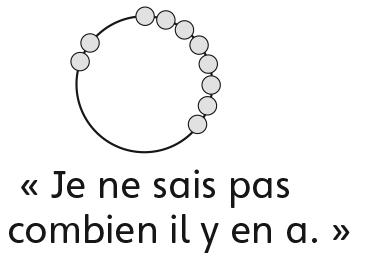 « Je ne sais pas
combien il y en a. »